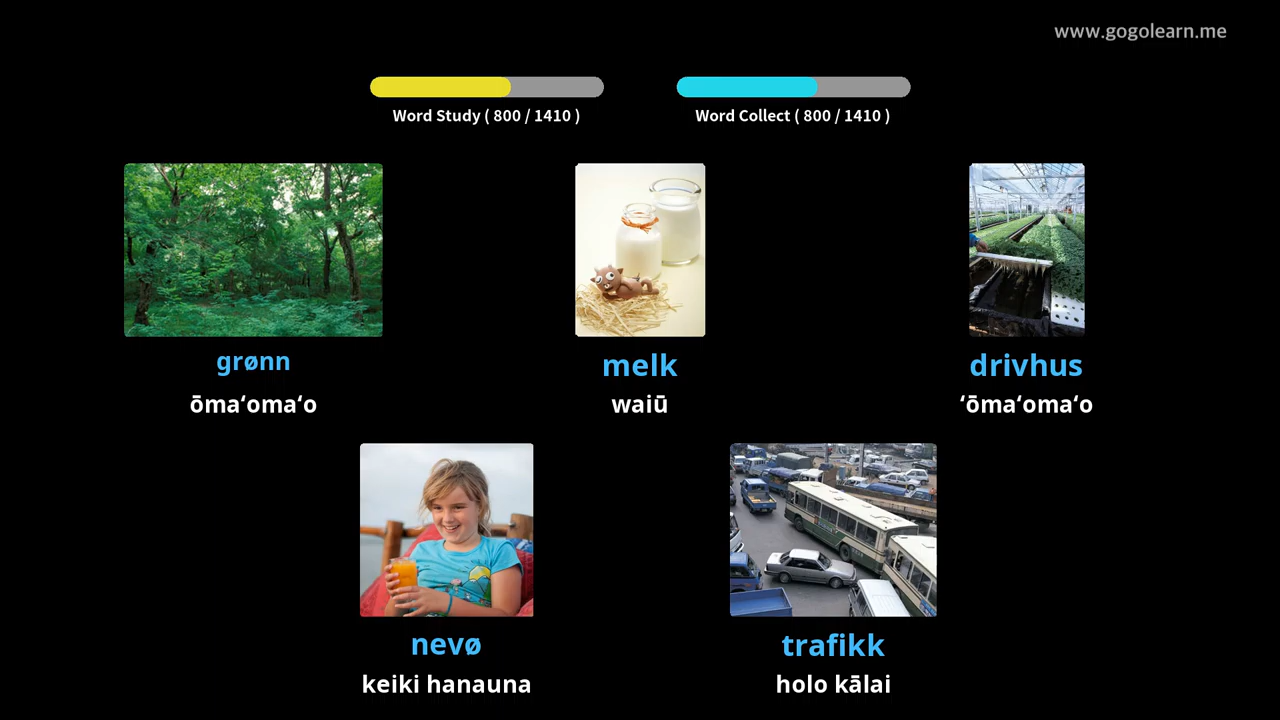 www.gogolearn.me
Word Study ( 800 / 1410 )
Word Collect ( 800 / 1410 )
grønn
melk
drivhus
ōmaʻomaʻo
waiū
ʻōmaʻomaʻo
nevø
trafikk
keiki hanauna
holo kālai